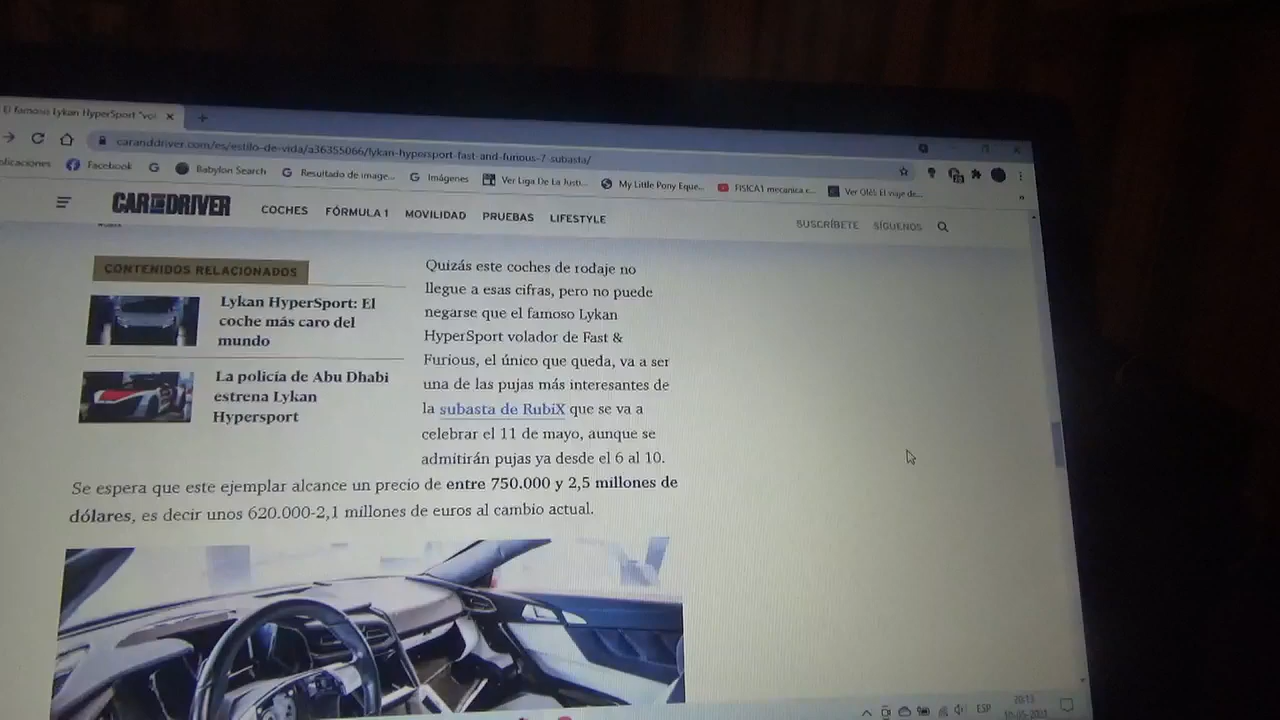 El famoso Lykan HyperSport "vol
caranddriver.com/es/estilo-de-vida/a36355066/lykan-hypersport-fast-and-furious-7-subasta/
plicaciones Facebook Babylon Search Resultado de image... Imágenes Ver Liga De La Justi... My Little Pony Eque... FISICA1 mecanica c... Ver Olés El viaje de...
CAR AND DRIVER COCHES FÓRMULA 1 MOVILIDAD PRUEBAS LIFESTYLE SUSCRÍBETE SÍGUENOS
CONTENIDOS RELACIONADOS
Lykan HyperSport: El
coche más caro del
mundo
La policía de Abu Dhabi
estrena Lykan
Hypersport
Quizás este coches de rodaje no
llegue a esas cifras, pero no puede
negarse que el famoso Lykan
HyperSport volador de Fast &
Furious, el único que queda, va a ser
una de las pujas más interesantes de
la subasta de RubiX que se va a
celebrar el 11 de mayo, aunque se
admitirán pujas ya desde el 6 al 10.
Se espera que este ejemplar alcance un precio de entre 750.000 y 2,5 millones de
dólares, es decir unos 620.000-2,1 millones de euros al cambio actual.
ESP
20:13